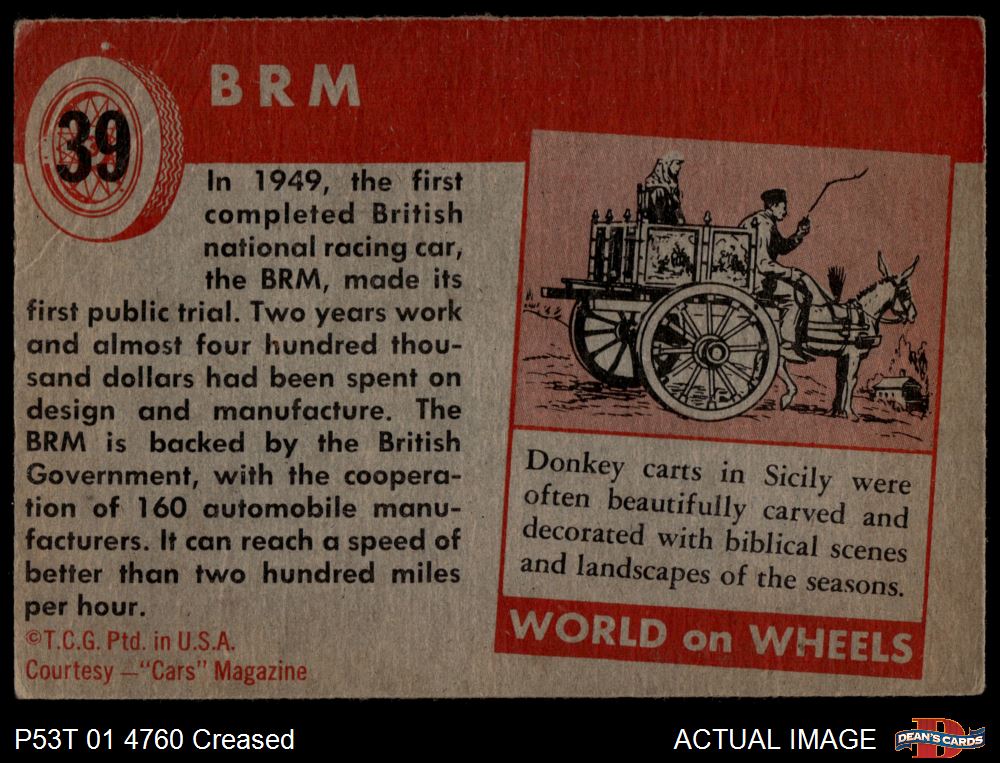 BRM
39
In 1949, the first
completed British
national racing car,
the BRM, made its
first public trial. Two years work
and almost four hundred thou-
sand dollars had been spent on
design and manufacture. The
BRM is backed by the British
Government, with the coopera-
tion of 160 automobile manu-
facturers. It can reach a speed of
better than two hundred miles
per hour.
©T.C.G. Ptd. in U.S.A.
Courtesy —"Cars" Magazine
Donkey carts in Sicily were
often beautifully carved and
decorated with biblical scenes
and landscapes of the seasons.
WORLD on WHEELS
P53T 01 4760 Creased
ACTUAL IMAGE
D
DEAN'S CARDS